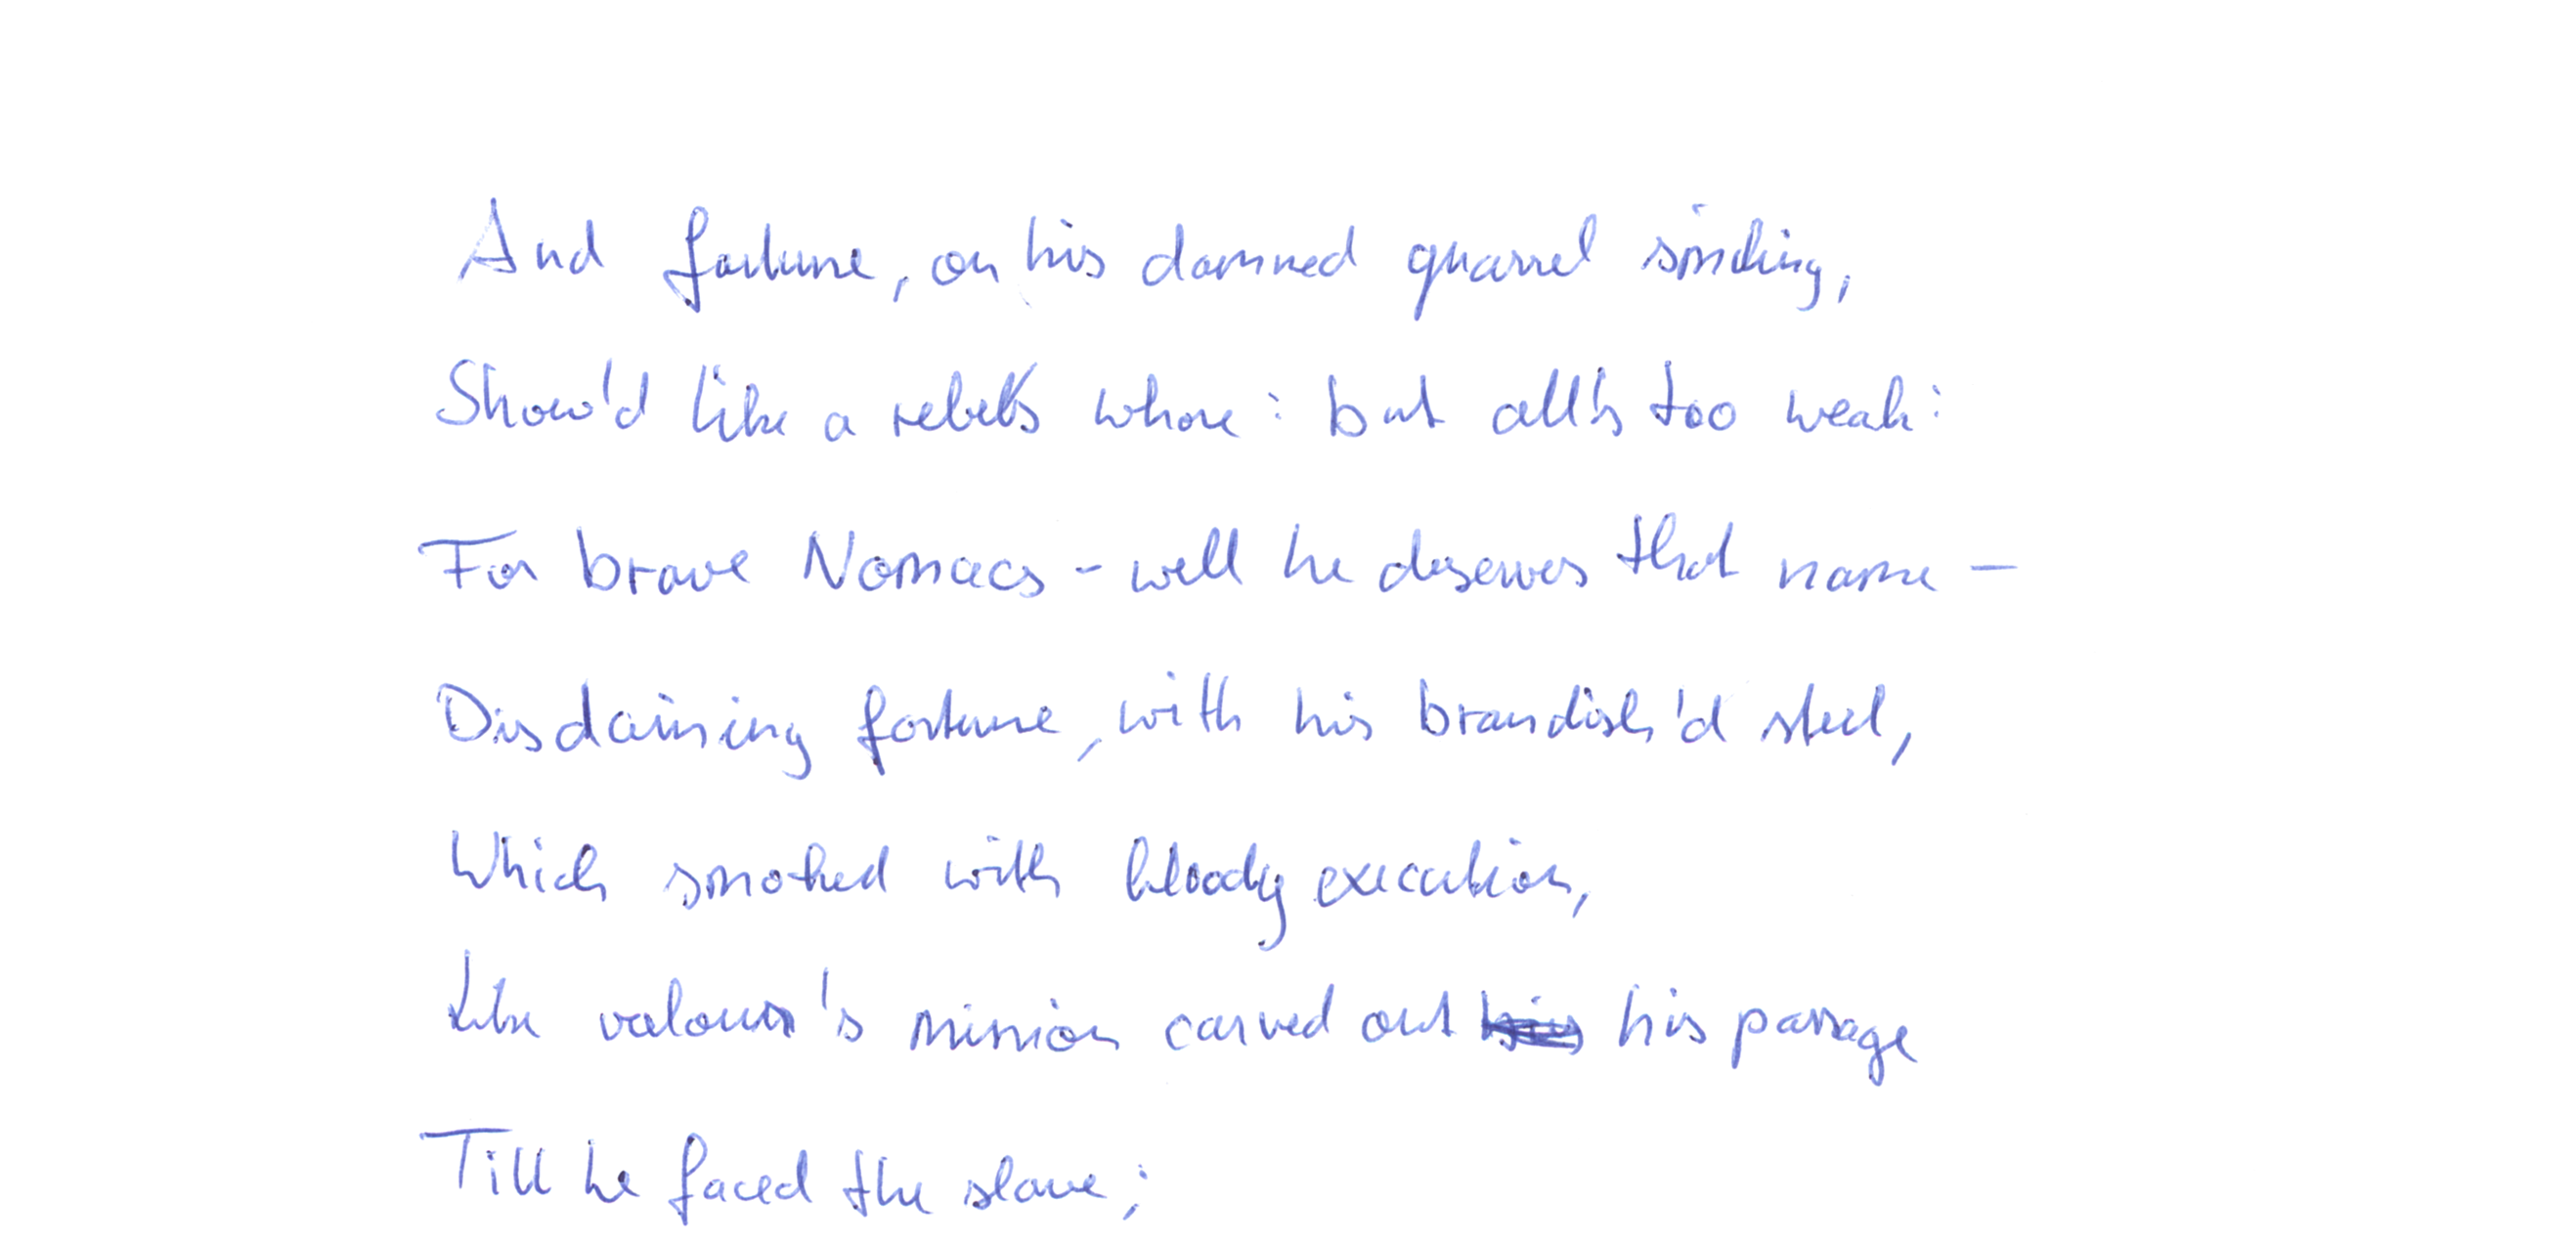 And fortune, on his damned quarrel smiling,
Show'd like a rebel's whore: but all's too weak:
For brave Nomacs - well he deserves that name -
Disdaining fortune, with his brandish'd steel,
Which smoked with bloody execution,
Like valour's minion carved out his passage
Till he faced the slave;